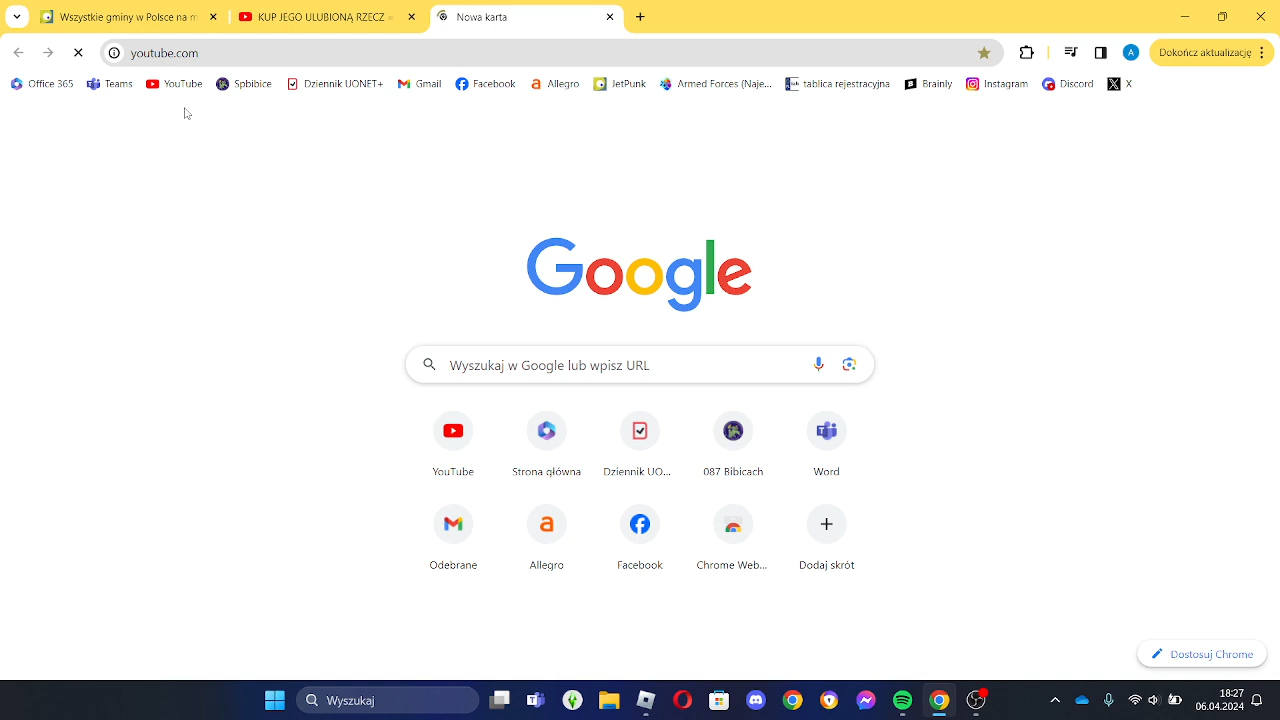 Wszystkie gminy w Polsce na m
KUP JEGO ULUBIONĄ RZECZ
Nowa karta
youtube.com
Dokończ aktualizację
Office 365
Teams
YouTube
Spbibice
Dziennik UONET+
Gmail
Facebook
Allegro
JetPunk
Armed Forces (Naje...
tablica rejestracyjna
Brainly
Instagram
Discord
X
Google
Wyszukaj w Google lub wpisz URL
YouTube
Strona główna
Dziennik UO...
087 Bibicach
Word
Odebrane
Allegro
Facebook
Chrome Web...
Dodaj skrót
Dostosuj Chrome
Wyszukaj
18:27
06.04.2024